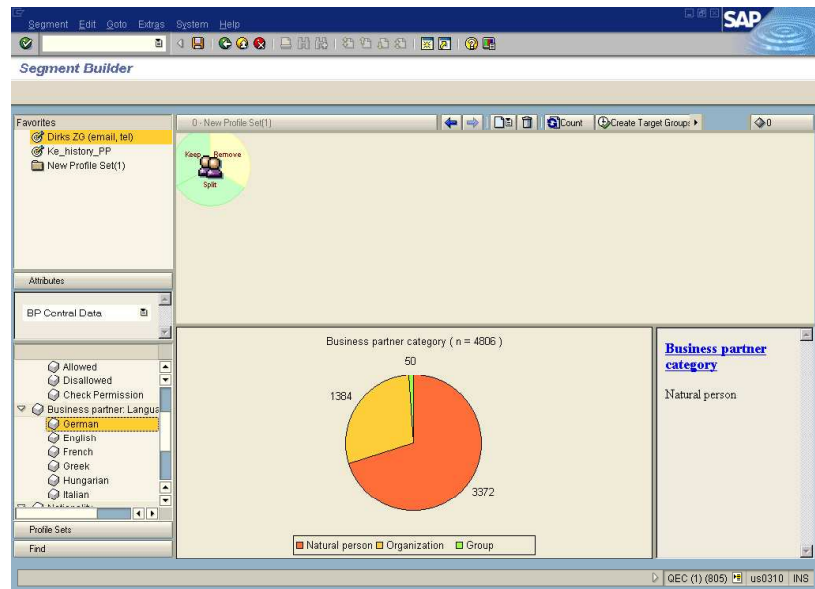 Segment Edit Goto Extras System Help
SAP
Segment Builder
Favorites
Dirks ZG (email, tel)
Ke_history_PP
New Profile Set(1)
0 - New Profile Set(1)
Count
Create Target Groups
0
Keep
Remove
Split
Attributes
BP Central Data
Allowed
Disallowed
Check Permission
Business partner: Langua
German
English
French
Greek
Hungarian
Italian
Nationality
Profile Sets
Find
Business partner category ( n = 4806 )
50
1384
3372
Natural person Organization Group
Business partner
category
Natural person
QEC (1) (805) us0310 INS